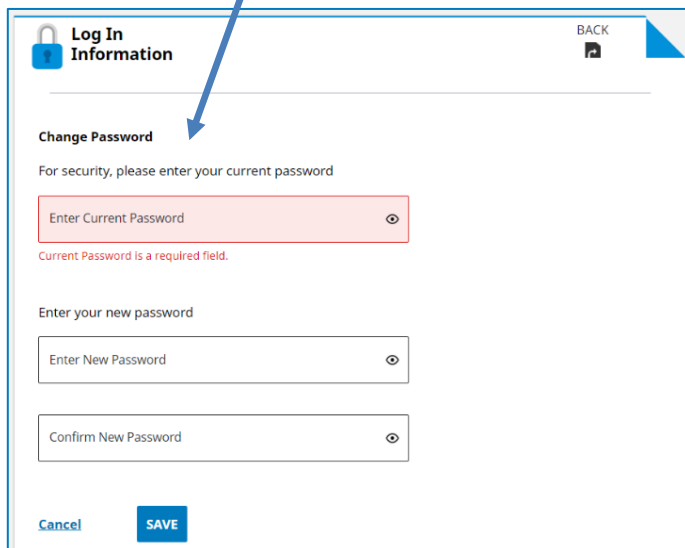 Log In
Information
BACK
Change Password
For security, please enter your current password
Enter Current Password
Current Password is a required field.
Enter your new password
Enter New Password
Confirm New Password
Cancel
SAVE